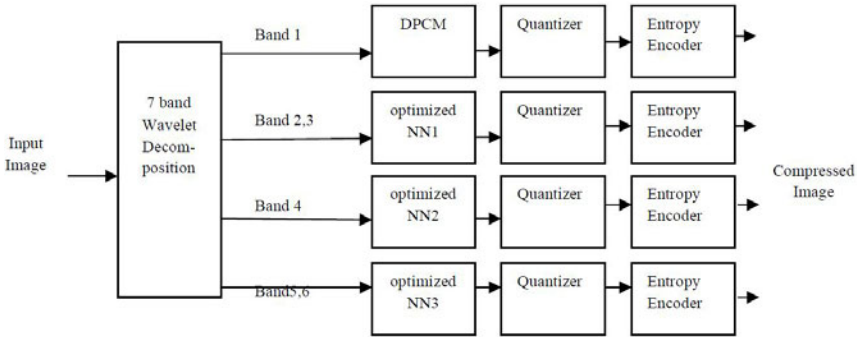 Band 1
DPCM
Quantizer
Entropy
Encoder
7 band
Wavelet
Decom-
position
Input
Image
Band 2,3
optimized
NN1
Quantizer
Entropy
Encoder
Compressed
Image
Band 4
optimized
NN2
Quantizer
Entropy
Encoder
Band5,6
optimized
NN3
Quantizer
Entropy
Encoder